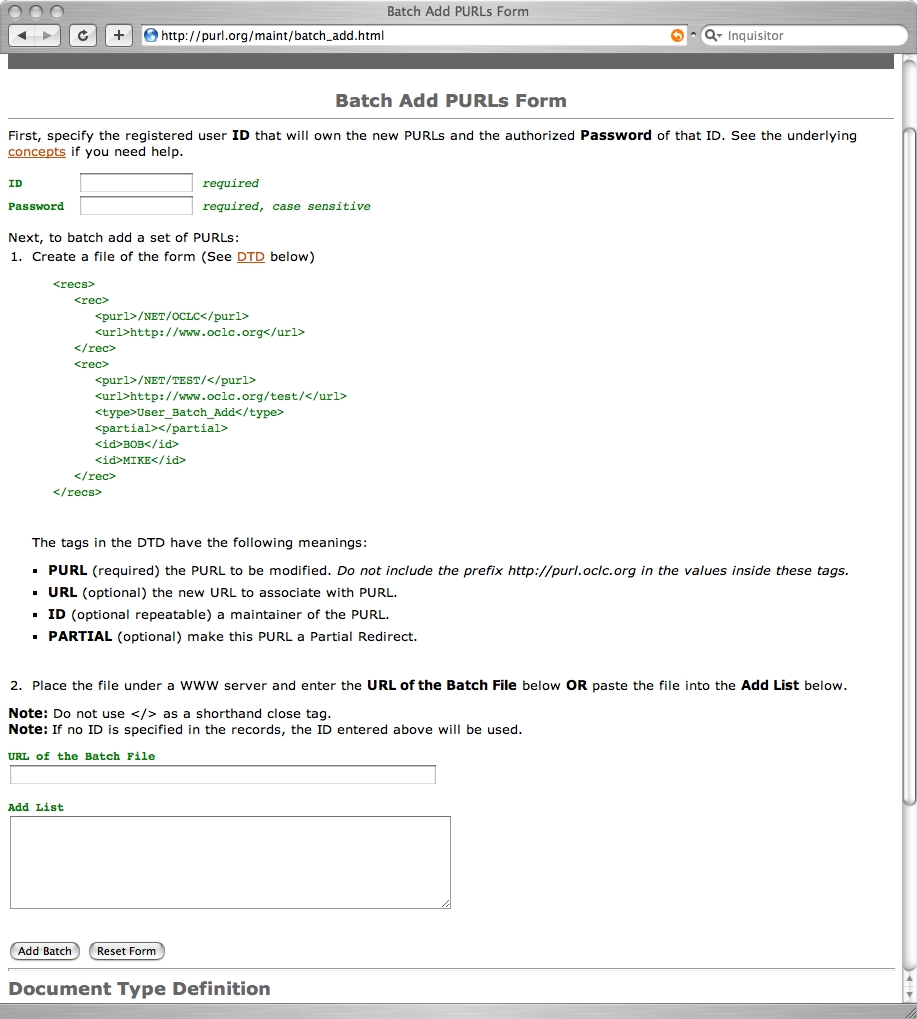 Batch Add PURLs Form
http://purl.org/maint/batch_add.html
Inquisitor
Batch Add PURLs Form
First, specify the registered user ID that will own the new PURLs and the authorized Password of that ID. See the underlying
concepts if you need help.
ID required
Password required, case sensitive
Next, to batch add a set of PURLs:
1. Create a file of the form (See DTD below)
<recs>
<rec>
<purl>/NET/OCLC</purl>
<url>http://www.oclc.org</url>
</rec>
<rec>
<purl>/NET/TEST/</purl>
<url>http://www.oclc.org/test/</url>
<type>User_Batch_Add</type>
<partial></partial>
<id>BOB</id>
<id>MIKE</id>
</rec>
</recs>
The tags in the DTD have the following meanings:
▪ PURL (required) the PURL to be modified. Do not include the prefix http://purl.oclc.org in the values inside these tags.
▪ URL (optional) the new URL to associate with PURL.
▪ ID (optional repeatable) a maintainer of the PURL.
▪ PARTIAL (optional) make this PURL a Partial Redirect.
2. Place the file under a WWW server and enter the URL of the Batch File below OR paste the file into the Add List below.
Note: Do not use </> as a shorthand close tag.
Note: If no ID is specified in the records, the ID entered above will be used.
URL of the Batch File
Add List
Add Batch Reset Form
Document Type Definition